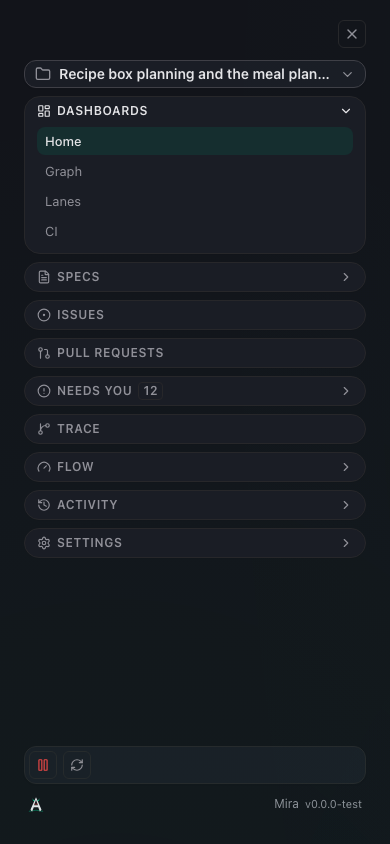 Recipe box planning and the meal plan...
DASHBOARDS
Home
Graph
Lanes
CI
SPECS
ISSUES
PULL REQUESTS
NEEDS YOU 12
TRACE
FLOW
ACTIVITY
SETTINGS
A
Mira v0.0.0-test